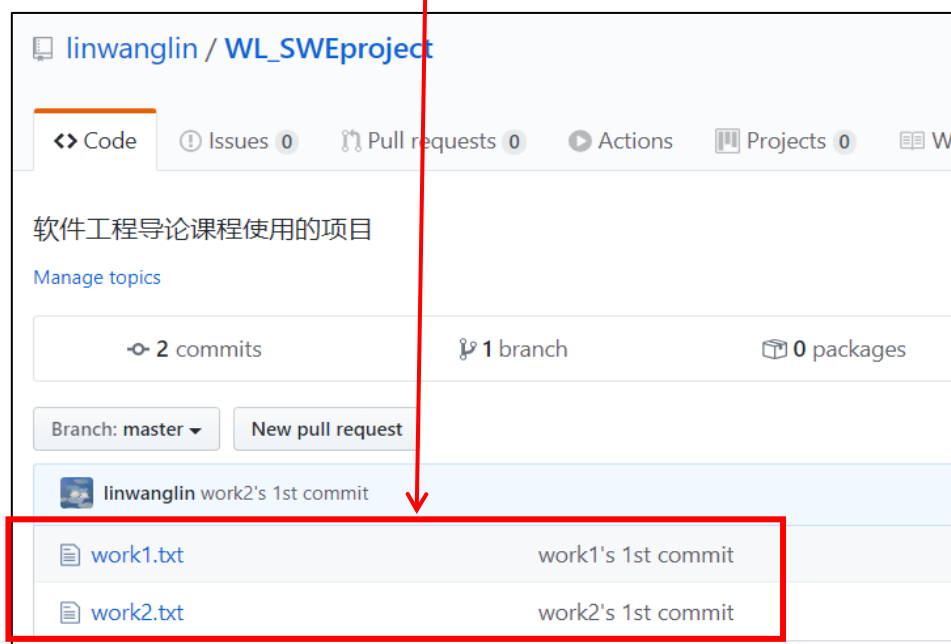 linwanglin / WL_SWEproject
Code Issues 0 Pull requests 0 Actions Projects 0 W
软件工程导论课程使用的项目
Manage topics
2 commits 1 branch 0 packages
Branch: master New pull request
linwanglin work2's 1st commit
work1.txt work1's 1st commit
work2.txt work2's 1st commit